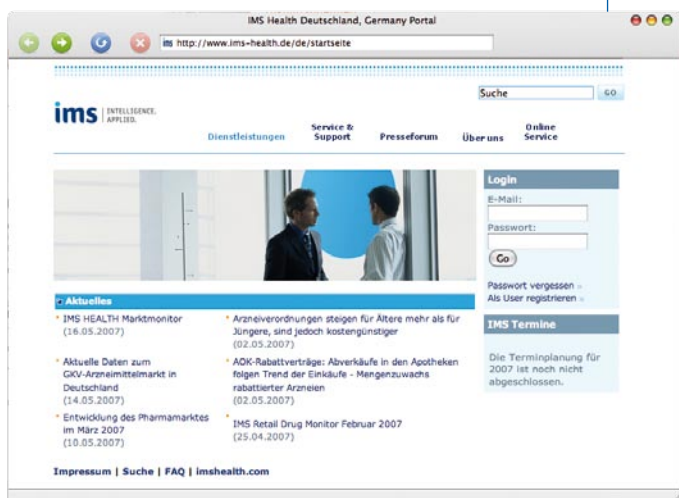 IMS Health Deutschland, Germany Portal
ims http://www.ims-health.de/de/startseite
Suche GO
ims INTELLIGENCE.
APPLIED.
Dienstleistungen
Service &
Support
Presseforum
Über uns
Online
Service
Login
E-Mail:
Passwort:
Go
Passwort vergessen »
Als User registrieren »
Aktuelles
IMS HEALTH Marktmonitor
(16.05.2007)
Aktuelle Daten zum
GKV-Arzneimittelmarkt in
Deutschland
(14.05.2007)
Entwicklung des Pharmamarktes
im März 2007
(10.05.2007)
Arzneiverordnungen steigen für Ältere mehr als für
Jüngere, sind jedoch kostengünstiger
(02.05.2007)
AOK-Rabattverträge: Abverkäufe in den Apotheken
folgen Trend der Einkäufe - Mengenzuwachs
rabattierter Arzneien
(02.05.2007)
IMS Retail Drug Monitor Februar 2007
(25.04.2007)
IMS Termine
Die Terminplanung für
2007 ist noch nicht
abgeschlossen.
Impressum | Suche | FAQ | imshealth.com